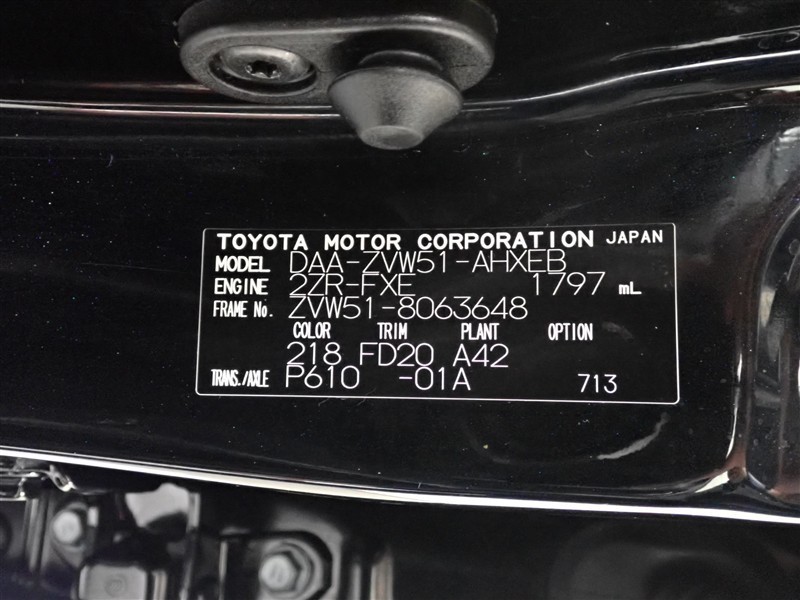 TOYOTA MOTOR CORPORATION JAPAN
MODEL DAA-ZVW51-AHXEB
ENGINE 2ZR-FXE 1797 mL
FRAME No. ZVW51-8063648
COLOR TRIM PLANT OPTION
218 FD20 A42
TRANS./AXLE P610 -01A 713